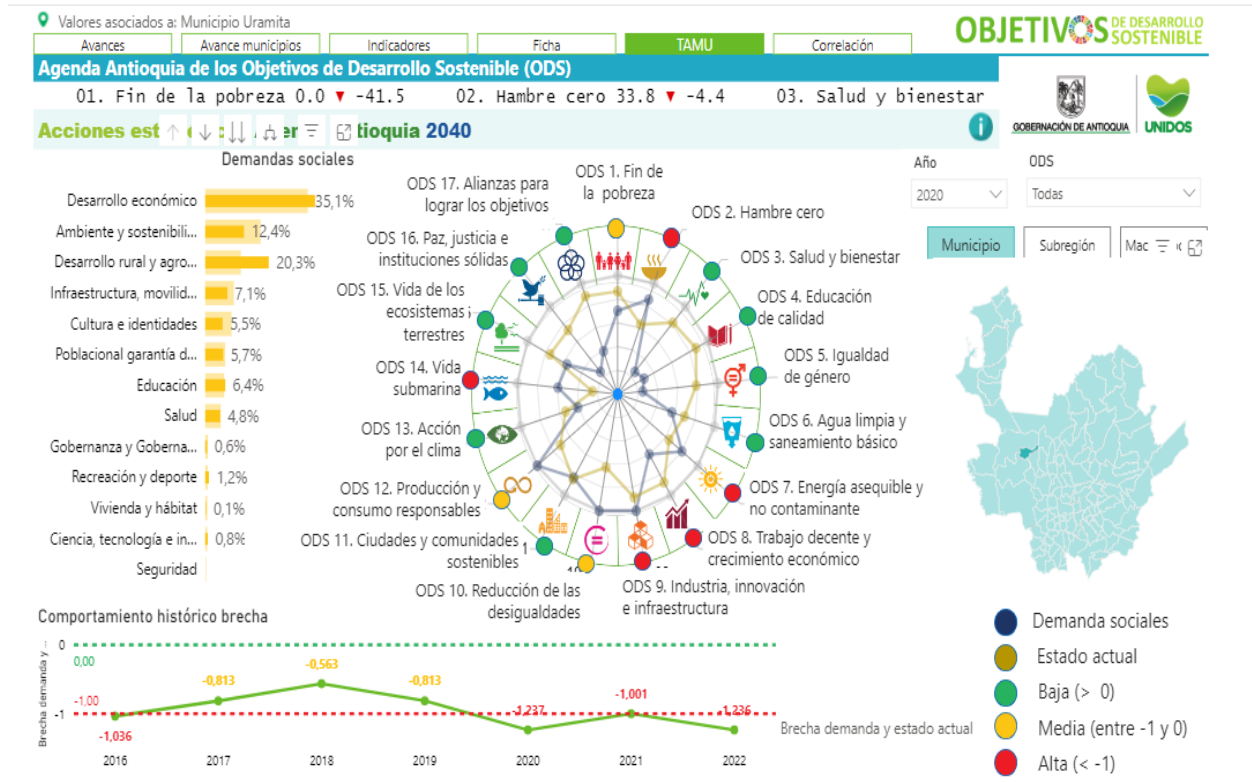 Valores asociados a: Municipio Uramita
Avances
Avance municipios
Indicadores
Ficha
TAMU
Correlación
OBJETIVOS DE DESARROLLO
SOSTENIBLE
Agenda Antioquia de los Objetivos de Desarrollo Sostenible (ODS)
01. Fin de la pobreza 0.0 ▼ -41.5 02. Hambre cero 33.8 ▼ -4.4 03. Salud y bienestar
GOBERNACIÓN DE ANTIOQUIA
UNIDOS
Acciones est
tioquia 2040
i
Año
2020
ODS
Todas
Municipio
Subregión
Mac
Demandas sociales
Desarrollo económico 35,1%
Ambiente y sostenibili... 12,4%
Desarrollo rural y agro... 20,3%
Infraestructura, movilid... 7,1%
Cultura e identidades 5,5%
Poblacional garantía d... 5,7%
Educación 6,4%
Salud 4,8%
Gobernanza y Goberna... 0,6%
Recreación y deporte 1,2%
Vivienda y hábitat 0,1%
Ciencia, tecnología e in... 0,8%
Seguridad
ODS 1. Fin de
la pobreza
ODS 2. Hambre cero
ODS 3. Salud y bienestar
ODS 4. Educación
de calidad
ODS 5. Igualdad
de género
ODS 6. Agua limpia y
saneamiento básico
ODS 7. Energía asequible y
no contaminante
ODS 8. Trabajo decente y
crecimiento económico
ODS 9. Industria, innovación
e infraestructura
ODS 10. Reducción de las
desigualdades
ODS 11. Ciudades y comunidades
sostenibles
ODS 12. Producción y
consumo responsables
ODS 13. Acción
por el clima
ODS 14. Vida
submarina
ODS 15. Vida de los
ecosistemas
terrestres
ODS 16. Paz, justicia e
instituciones sólidas
ODS 17. Alianzas para
lograr los objetivos
Comportamiento histórico brecha
Brecha demanda y ...
0
0,00
-1,00
-1
-1,036
-0,813
-0,563
-0,813
-1,237
-1,001
-1,236
Brecha demanda y estado actual
2016
2017
2018
2019
2020
2021
2022
Demanda sociales
Estado actual
Baja (> 0)
Media (entre -1 y 0)
Alta (< -1)